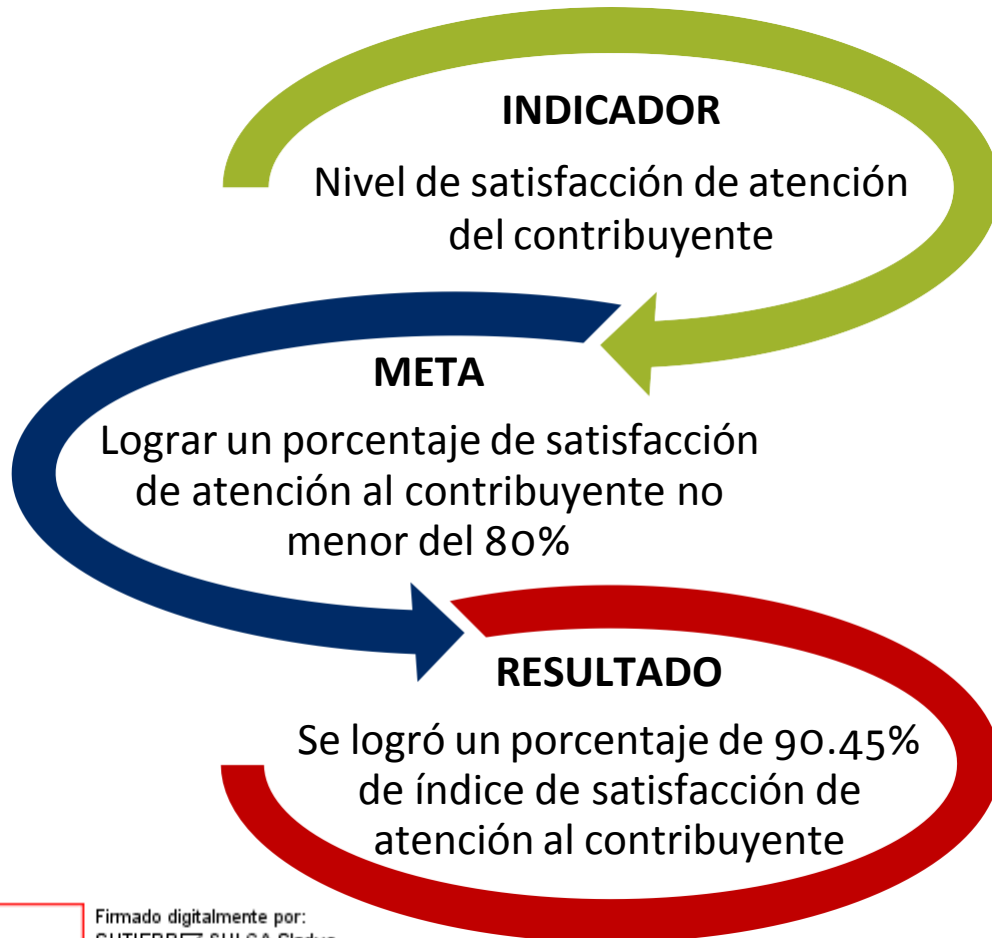 INDICADOR
Nivel de satisfacción de atención
del contribuyente
META
Lograr un porcentaje de satisfacción
de atención al contribuyente no
menor del 80%
RESULTADO
Se logró un porcentaje de 90.45%
de índice de satisfacción de
atención al contribuyente
Firmado digitalmente por: